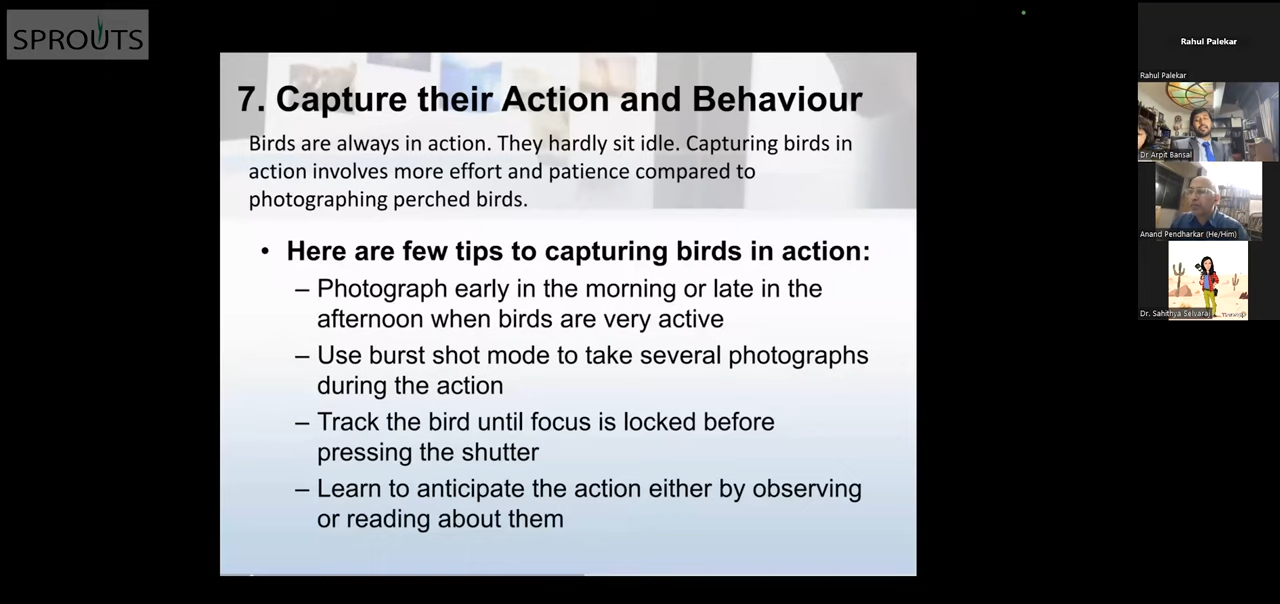 SPROUTS
7. Capture their Action and Behaviour
Birds are always in action. They hardly sit idle. Capturing birds in
action involves more effort and patience compared to
photographing perched birds.
• Here are few tips to capturing birds in action:
– Photograph early in the morning or late in the
afternoon when birds are very active
– Use burst shot mode to take several photographs
during the action
– Track the bird until focus is locked before
pressing the shutter
– Learn to anticipate the action either by observing
or reading about them
Rahul Palekar
Rahul Palekar
Dr Arpit Bansal
Anand Pendharkar (He/Him)
Dr. Sahithya Selvaraj